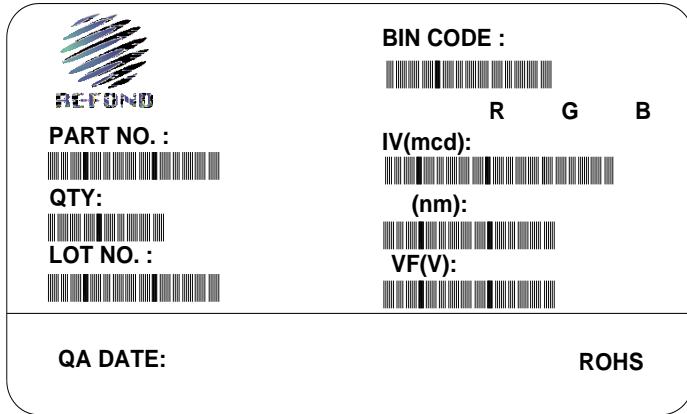 REFOND
PART NO. :
QTY:
LOT NO. :
BIN CODE :
R G B
IV(mcd):
(nm):
VF(V):
QA DATE:
ROHS